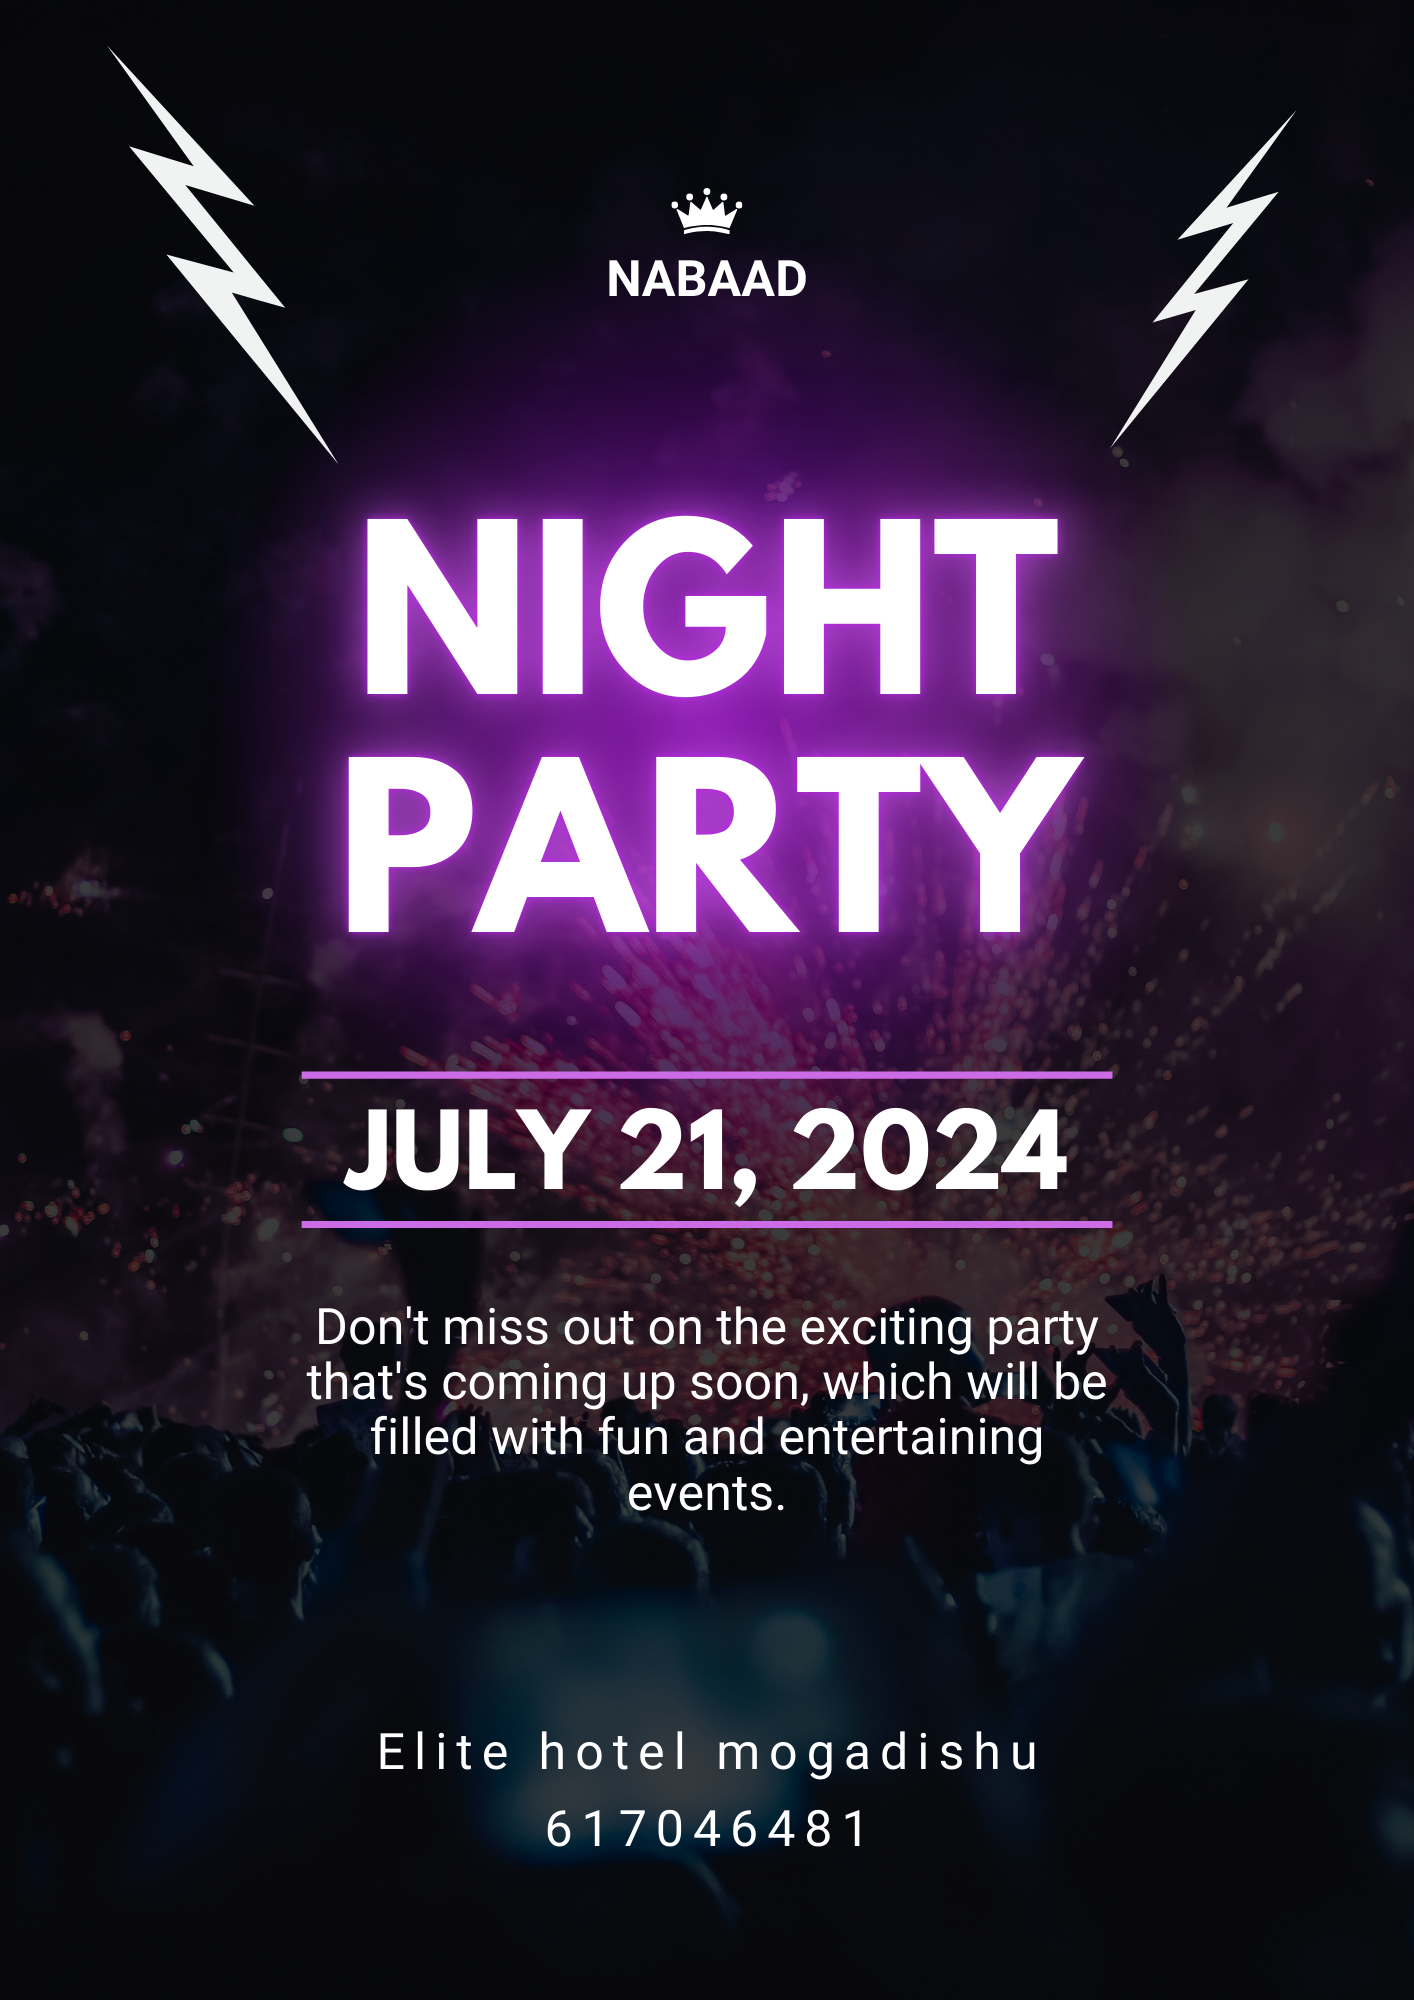 NABAAD
NIGHT
PARTY
JULY 21, 2024
Don't miss out on the exciting party
that's coming up soon, which will be
filled with fun and entertaining
events.
Elite hotel mogadishu
617046481